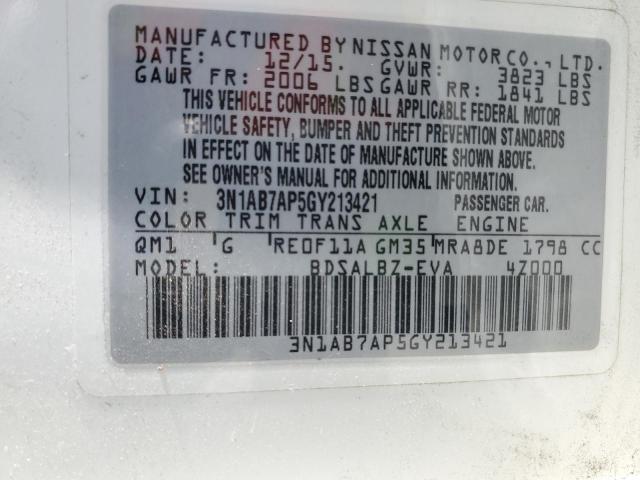 MANUFACTURED BY NISSAN MOTOR CO., LTD.
DATE: 12/15. GVWR: 3823 LBS
GAWR FR: 2006 LBS GAWR RR: 1841 LBS
THIS VEHICLE CONFORMS TO ALL APPLICABLE FEDERAL MOTOR
VEHICLE SAFETY, BUMPER AND THEFT PREVENTION STANDARDS
IN EFFECT ON THE DATE OF MANUFACTURE SHOWN ABOVE.
SEE OWNER'S MANUAL FOR ADDITIONAL INFORMATION.
VIN: 3N1AB7AP5GY213421 PASSENGER CAR.
COLOR TRIM TRANS AXLE ENGINE
QM1 G RE0F11A GM35 MRA8DE 1798 CC
MODEL BDSALBZ-EVA 4Z000
3N1AB7AP5GY213421